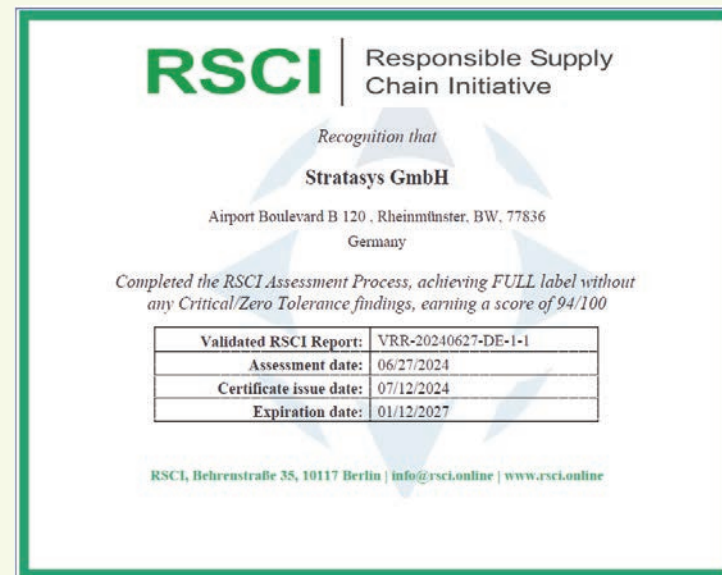 RSCI
Responsible Supply
Chain Initiative
Recognition that
Stratasys GmbH
Airport Boulevard B 120 , Rheinmünster, BW, 77836
Germany
Completed the RSCI Assessment Process, achieving FULL label without
any Critical/Zero Tolerance findings, earning a score of 94/100
Validated RSCI Report: VRR-20240627-DE-1-1
Assessment date: 06/27/2024
Certificate issue date: 07/12/2024
Expiration date: 01/12/2027
RSCI, Behrenstraße 35, 10117 Berlin | info@rsci.online | www.rsci.online